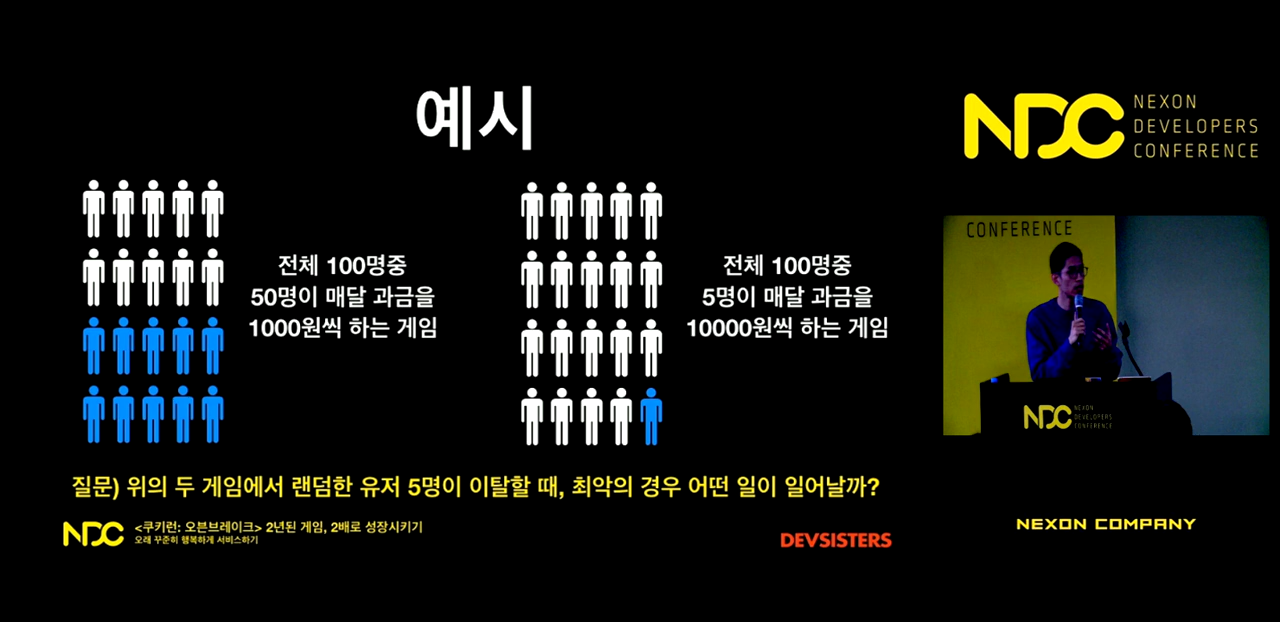 예시
전체 100명중
50명이 매달 과금을
1000원씩 하는 게임
전체 100명중
5명이 매달 과금을
10000원씩 하는 게임
질문) 위의 두 게임에서 랜덤한 유저 5명이 이탈할 때, 최악의 경우 어떤 일이 일어날까?
NDC
<쿠키런: 오븐브레이크> 2년된 게임, 2배로 성장시키기
오래 꾸준히 행복하게 서비스하기
DEVSISTERS
NDC
NEXON
DEVELOPERS
CONFERENCE
CONFERENCE
NDC
NEXON
DEVELOPERS
CONFERENCE
NEXON COMPANY